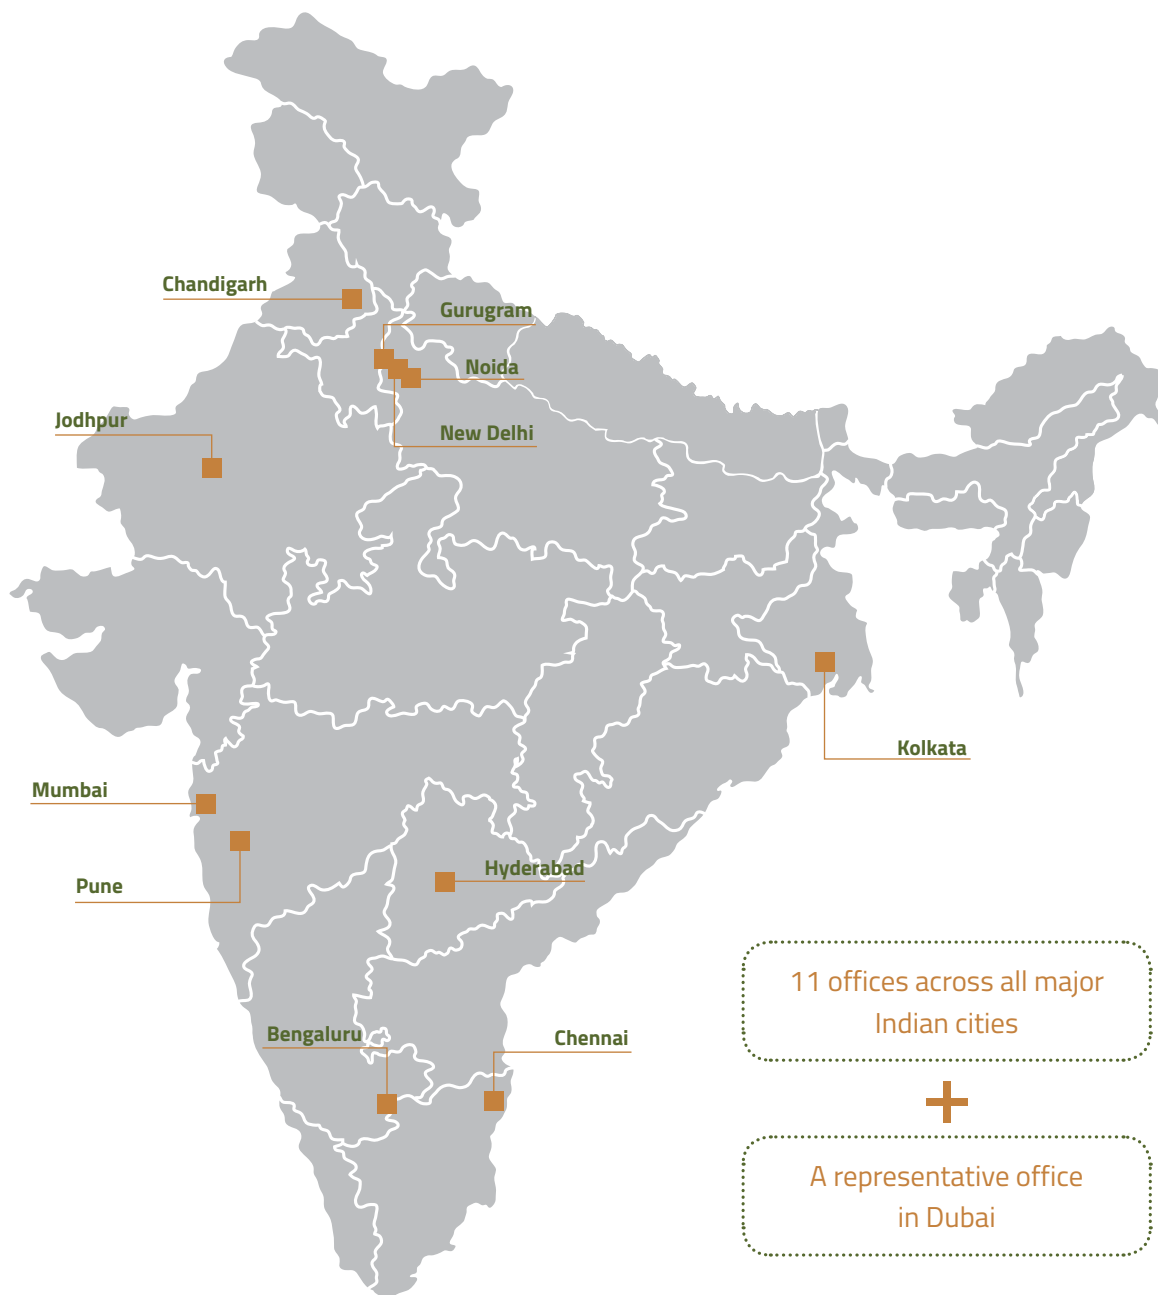 Chandigarh
Gurugram
Noida
Jodhpur
New Delhi
Kolkata
Mumbai
Hyderabad
Pune
11 offices across all major
Indian cities
Bengaluru
Chennai
+
A representative office
in Dubai